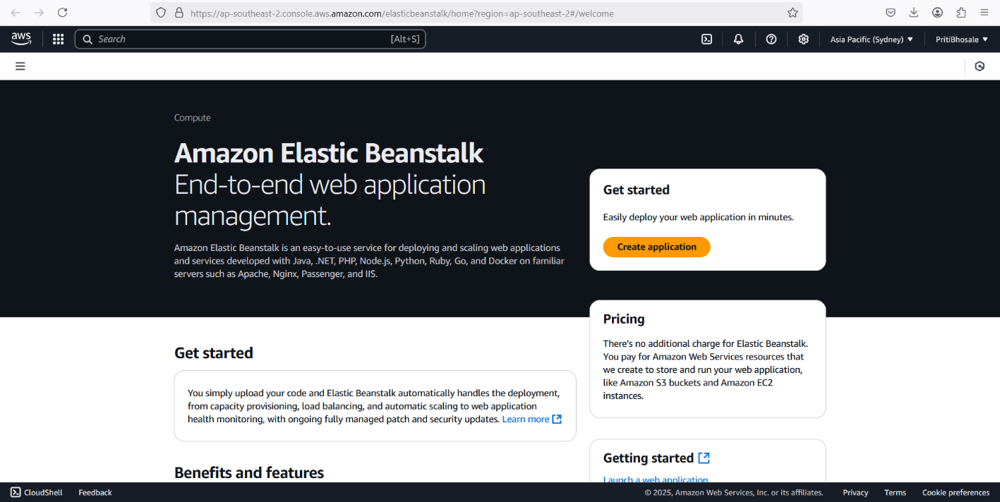 https://ap-southeast-2.console.aws.amazon.com/elasticbeanstalk/home?region=ap-southeast-2#/welcome
aws
Search
[Alt+S]
Asia Pacific (Sydney)
PritiBhosale
Compute
Amazon Elastic Beanstalk
End-to-end web application
management.
Amazon Elastic Beanstalk is an easy-to-use service for deploying and scaling web applications
and services developed with Java, .NET, PHP, Node.js, Python, Ruby, Go, and Docker on familiar
servers such as Apache, Nginx, Passenger, and IIS.
Get started
Easily deploy your web application in minutes.
Create application
Pricing
There’s no additional charge for Elastic Beanstalk.
You pay for Amazon Web Services resources that
we create to store and run your web application,
like Amazon S3 buckets and Amazon EC2
instances.
Get started
You simply upload your code and Elastic Beanstalk automatically handles the deployment,
from capacity provisioning, load balancing, and automatic scaling to web application
health monitoring, with ongoing fully managed patch and security updates. Learn more
Getting started
Launch a web application
Benefits and features
CloudShell
Feedback
© 2025, Amazon Web Services, Inc. or its affiliates.
Privacy
Terms
Cookie preferences